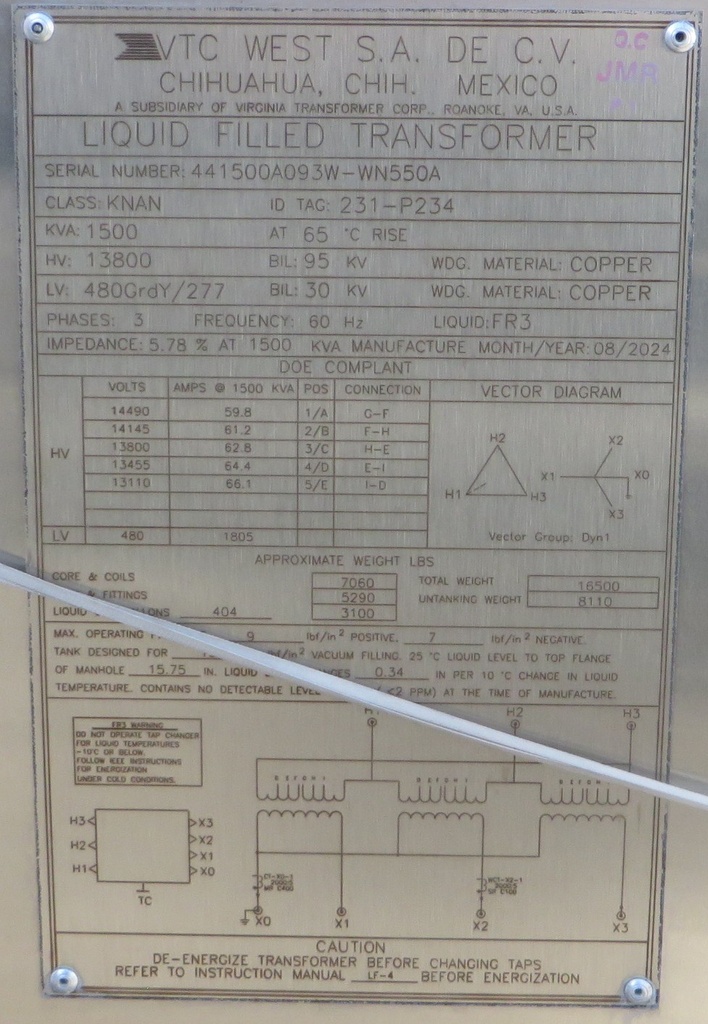 VTC WEST S.A. DE C.V.
Q.C
JMR
CHIHUAHUA, CHIH. MEXICO
A SUBSIDIARY OF VIRGINIA TRANSFORMER CORP., ROANOKE, VA, U.S.A.
LIQUID FILLED TRANSFORMER
SERIAL NUMBER: 441500A093W-WN550A
CLASS: KNAN ID TAG: 231-P234
KVA: 1500 AT 65 °C RISE
HV: 13800 BIL: 95 KV WDG. MATERIAL: COPPER
LV: 480GrdY/277 BIL: 30 KV WDG. MATERIAL: COPPER
PHASES: 3 FREQUENCY: 60 Hz LIQUID: FR3
IMPEDANCE: 5.78 % AT 1500 KVA MANUFACTURE MONTH/YEAR: 08/2024
DOE COMPLIANT
VOLTS AMPS @ 1500 KVA POS CONNECTION VECTOR DIAGRAM
HV
14490 59.8 1/A G-F
14145 61.2 2/B F-H
13800 62.8 3/C H-E
13455 64.4 4/D E-I
13110 66.1 5/E I-D
LV 480 1805
H2
H1 H3
X2
X1 X0
X3
Vector Group: Dyn1
APPROXIMATE WEIGHT LBS
CORE & COILS 7060 TOTAL WEIGHT 16500
& FITTINGS 5290 UNTANKING WEIGHT 8110
LIQUID 404 3100
MAX. OPERATING 9 lbf/in² POSITIVE, 7 lbf/in² NEGATIVE.
TANK DESIGNED FOR lbf/in² VACUUM FILLING. 25 °C LIQUID LEVEL TO TOP FLANGE
OF MANHOLE 15.75 IN. LIQUID 0.34 IN PER 10 °C CHANGE IN LIQUID
TEMPERATURE. CONTAINS NO DETECTABLE (<2 PPM) AT THE TIME OF MANUFACTURE.
FR3 WARNING
DO NOT OPERATE TAP CHANGER
FOR LIQUID TEMPERATURES
-10°C OR BELOW.
FOLLOW IEEE INSTRUCTIONS
FOR ENERGIZATION
UNDER COLD CONDITIONS.
H1 H2 H3
D E F G H I D E F G H I D E F G H I
H3 X3
H2 X2
X1
H1 X0
TC
X0 X1 X2 X3
CAUTION
DE-ENERGIZE TRANSFORMER BEFORE CHANGING TAPS
REFER TO INSTRUCTION MANUAL LF-4 BEFORE ENERGIZATION